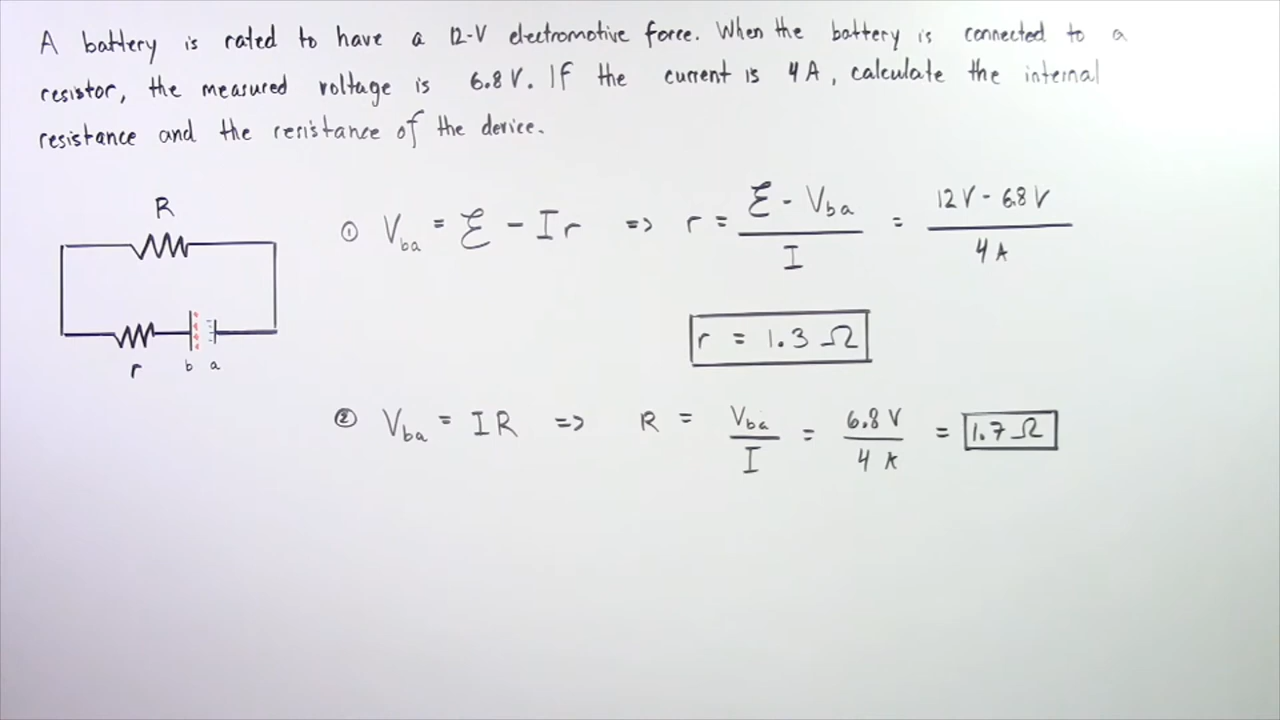 A battery is rated to have a 12-V electromotive force. When the battery is connected to a
resistor, the measured voltage is 6.8 V. If the current is 4 A, calculate the internal
resistance and the resistance of the device.
R
r b a
① Vba = ℰ - Ir => r = (ℰ - Vba)/I = (12 V - 6.8 V)/(4 A)
r = 1.3 Ω
② Vba = IR => R = Vba/I = 6.8 V/4 A = 1.7 Ω